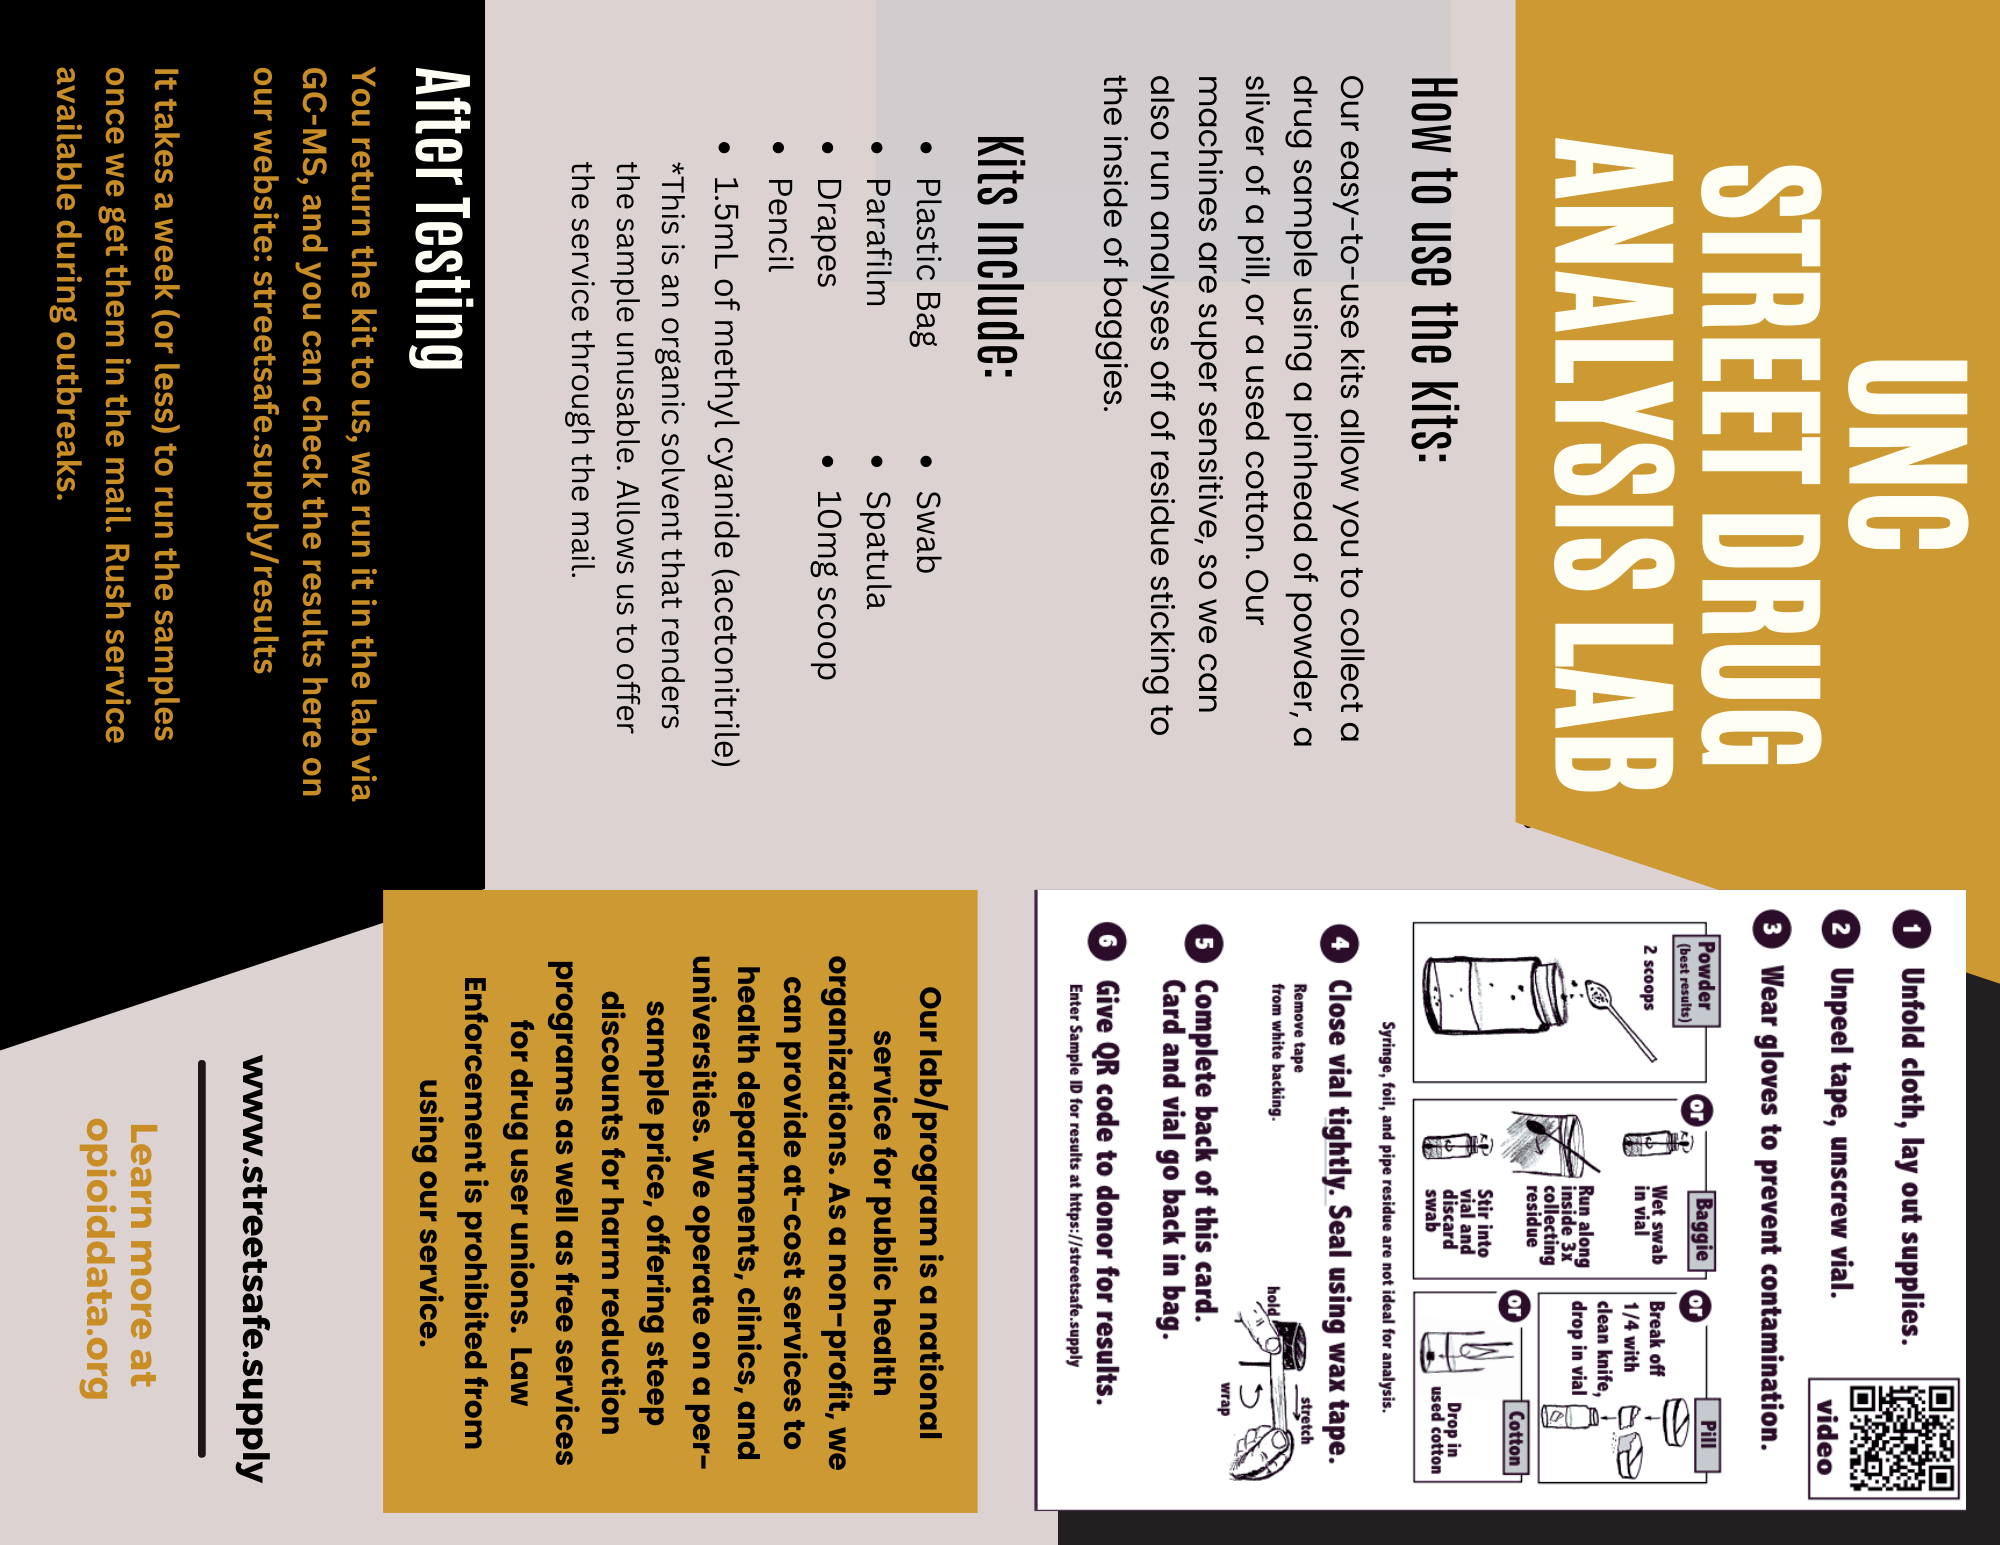 UNC
STREET DRUG
ANALYSIS LAB
How to use the kits:
Our easy-to-use kits allow you to collect a
drug sample using a pinhead of powder, a
sliver of a pill, or a used cotton. Our
machines are super sensitive, so we can
also run analyses off of residue sticking to
the inside of baggies.
Kits Include:
• Plastic Bag
• Parafilm
• Drapes
• Pencil
• Swab
• Spatula
• 10mg scoop
• 1.5mL of methyl cyanide (acetonitrile)
*This is an organic solvent that renders
the sample unusable. Allows us to offer
the service through the mail.
After Testing
You return the kit to us, we run it in the lab via
GC-MS, and you can check the results here on
our website: streetsafe.supply/results
It takes a week (or less) to run the samples
once we get them in the mail. Rush service
available during outbreaks.
1 Unfold cloth, lay out supplies.
2 Unpeel tape, unscrew vial.
3 Wear gloves to prevent contamination.
video
Powder
(best results)
2 scoops
or
Baggie
Wet swab
in vial
Run along
inside 3x
collecting
residue
Stir into
vial and
discard
swab
or
Pill
Break off
1/4 with
clean knife,
drop in vial
or
Cotton
Drop in
used cotton
Syringe, foil, and pipe residue are not ideal for analysis.
4 Close vial tightly. Seal using wax tape.
Remove tape
from white backing.
hold
stretch
wrap
5 Complete back of this card.
Card and vial go back in bag.
6 Give QR code to donor for results.
Enter Sample ID for results at https://streetsafe.supply
Our lab/program is a national
service for public health
organizations. As a non-profit, we
can provide at-cost services to
health departments, clinics, and
universities. We operate on a per-
sample price, offering steep
discounts for harm reduction
programs as well as free services
for drug user unions. Law
Enforcement is prohibited from
using our service.
www.streetsafe.supply
Learn more at
opioiddata.org